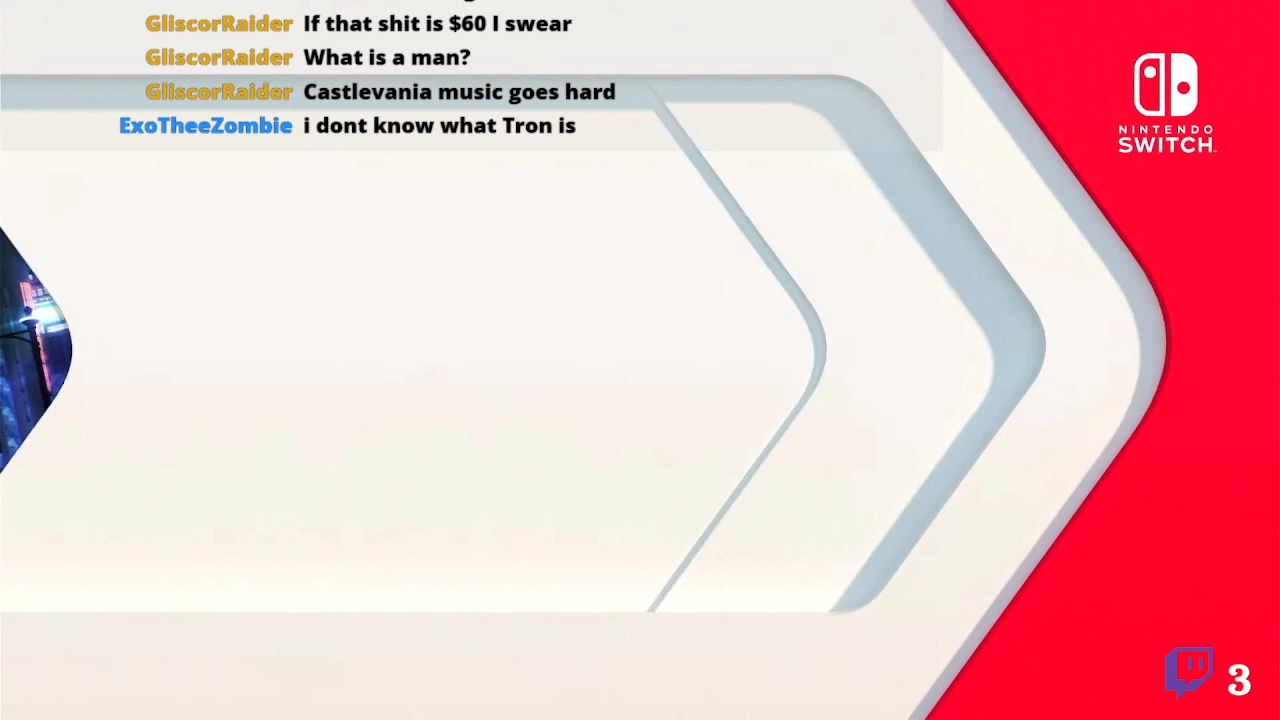 GliscorRaider If that shit is $60 I swear
GliscorRaider What is a man?
GliscorRaider Castlevania music goes hard
ExoTheeZombie i dont know what Tron is
NINTENDO
SWITCH
3